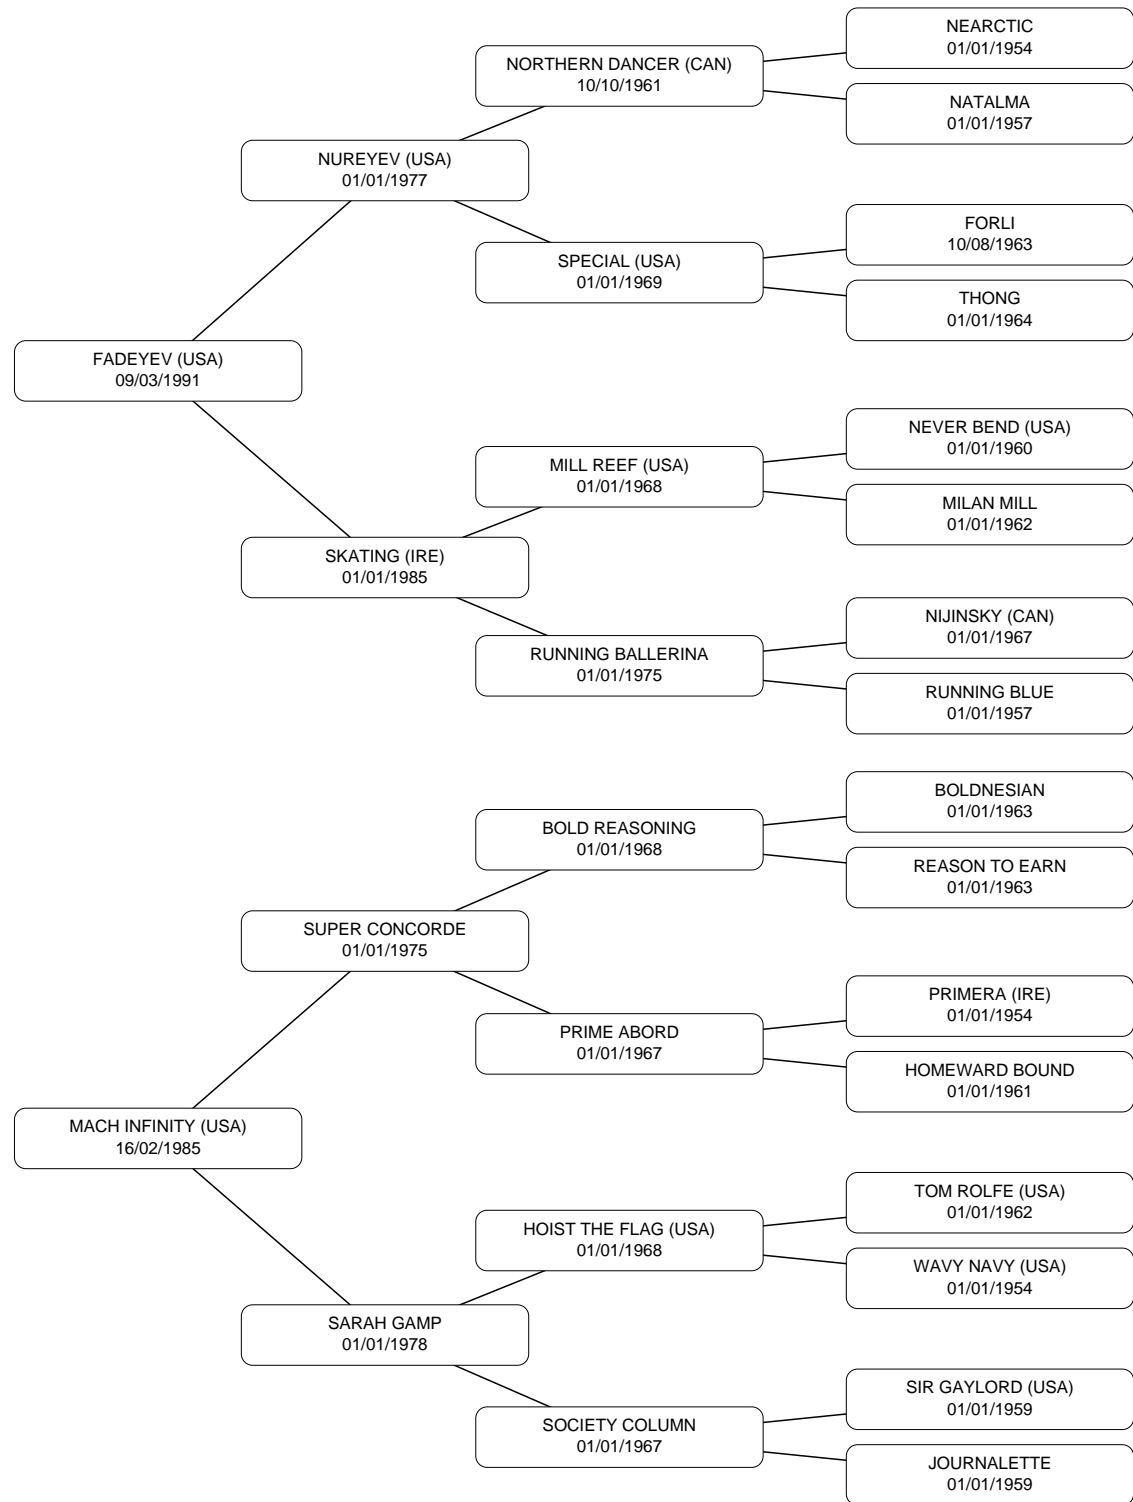 NEARCTIC
01/01/1954
NORTHERN DANCER (CAN)
10/10/1961
NATALMA
01/01/1957
NUREYEV (USA)
01/01/1977
FORLI
10/08/1963
SPECIAL (USA)
01/01/1969
THONG
01/01/1964
FADEYEV (USA)
09/03/1991
NEVER BEND (USA)
01/01/1960
MILL REEF (USA)
01/01/1968
MILAN MILL
01/01/1962
SKATING (IRE)
01/01/1985
NIJINSKY (CAN)
01/01/1967
RUNNING BALLERINA
01/01/1975
RUNNING BLUE
01/01/1957
BOLDNESIAN
01/01/1963
BOLD REASONING
01/01/1968
REASON TO EARN
01/01/1963
SUPER CONCORDE
01/01/1975
PRIMERA (IRE)
01/01/1954
PRIME ABORD
01/01/1967
HOMEWARD BOUND
01/01/1961
MACH INFINITY (USA)
16/02/1985
TOM ROLFE (USA)
01/01/1962
HOIST THE FLAG (USA)
01/01/1968
WAVY NAVY (USA)
01/01/1954
SARAH GAMP
01/01/1978
SIR GAYLORD (USA)
01/01/1959
SOCIETY COLUMN
01/01/1967
JOURNALETTE
01/01/1959